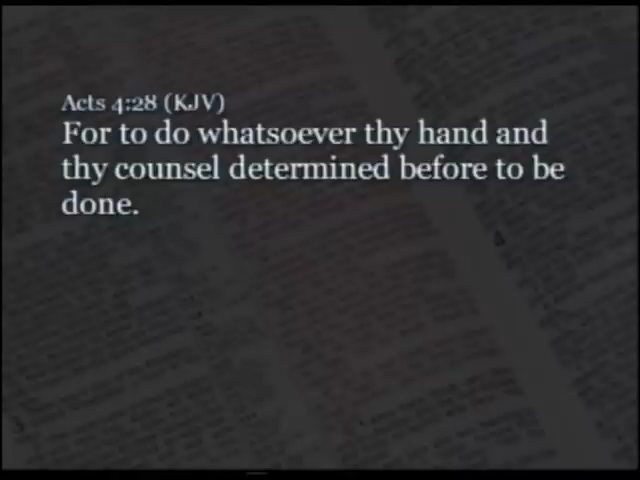 Acts 4:28 (KJV)
For to do whatsoever thy hand and
thy counsel determined before to be
done.